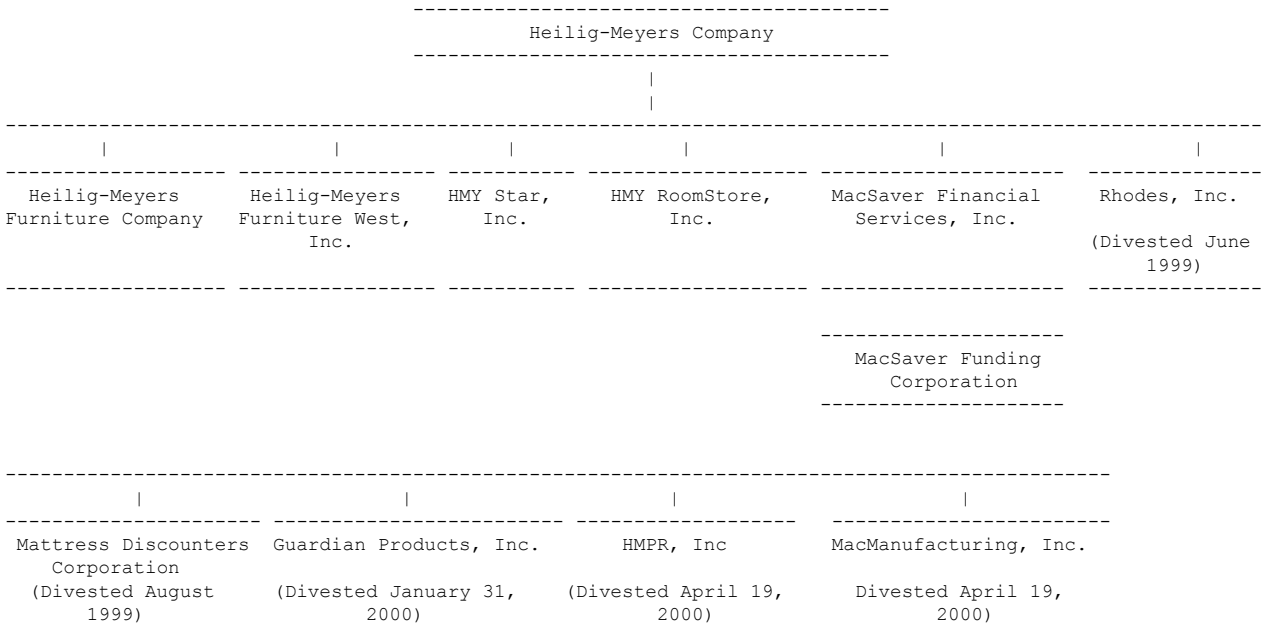 Heilig-Meyers Company
Heilig-Meyers Heilig-Meyers HMY Star, HMY RoomStore, MacSaver Financial Rhodes, Inc.
Furniture Company Furniture West, Inc. Inc. Services, Inc.
Inc. (Divested June
1999)
MacSaver Funding
Corporation
Mattress Discounters Guardian Products, Inc. HMPR, Inc MacManufacturing, Inc.
Corporation
(Divested August (Divested January 31, (Divested April 19, Divested April 19,
1999) 2000) 2000) 2000)